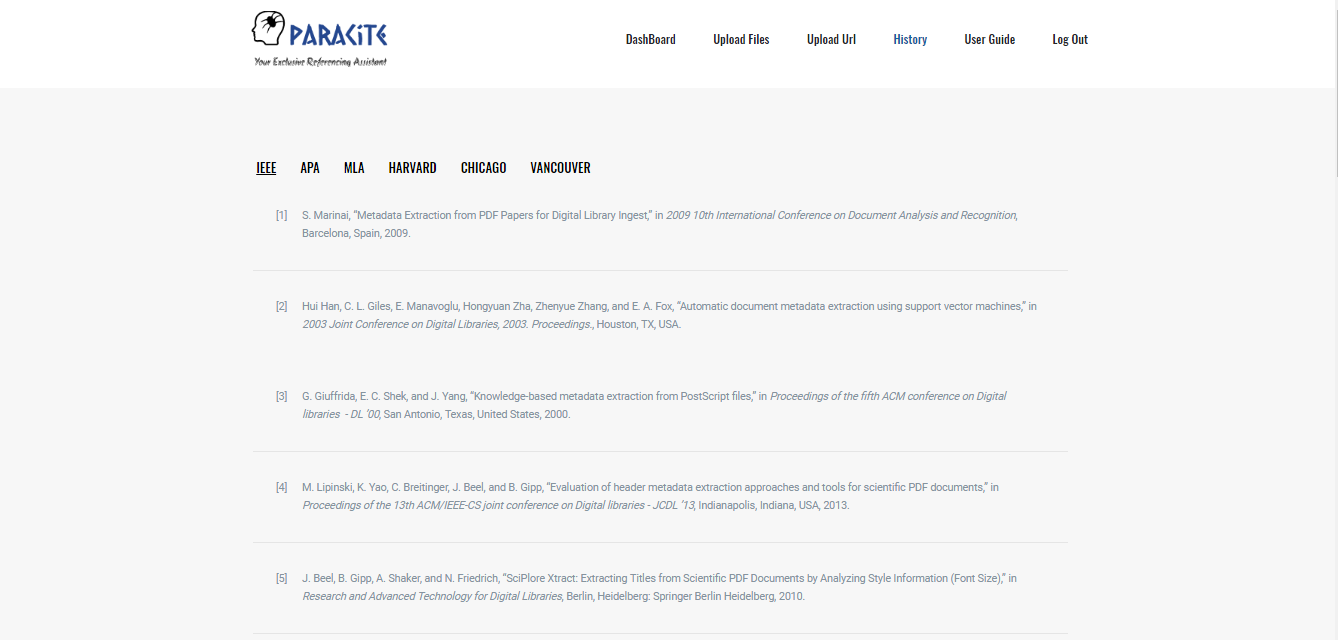 PARACITE
Your Exclusive Referencing Assistant
DashBoard Upload Files Upload Url History User Guide Log Out
IEEE APA MLA HARVARD CHICAGO VANCOUVER
[1] S. Marinai, “Metadata Extraction from PDF Papers for Digital Library Ingest,” in 2009 10th International Conference on Document Analysis and Recognition,
Barcelona, Spain, 2009.
[2] Hui Han, C. L. Giles, E. Manavoglu, Hongyuan Zha, Zhenyue Zhang, and E. A. Fox, “Automatic document metadata extraction using support vector machines,” in
2003 Joint Conference on Digital Libraries, 2003. Proceedings., Houston, TX, USA.
[3] G. Giuffrida, E. C. Shek, and J. Yang, “Knowledge-based metadata extraction from PostScript files,” in Proceedings of the fifth ACM conference on Digital
libraries - DL ’00, San Antonio, Texas, United States, 2000.
[4] M. Lipinski, K. Yao, C. Breitinger, J. Beel, and B. Gipp, “Evaluation of header metadata extraction approaches and tools for scientific PDF documents,” in
Proceedings of the 13th ACM/IEEE-CS joint conference on Digital libraries - JCDL ’13, Indianapolis, Indiana, USA, 2013.
[5] J. Beel, B. Gipp, A. Shaker, and N. Friedrich, “SciPlore Xtract: Extracting Titles from Scientific PDF Documents by Analyzing Style Information (Font Size),” in
Research and Advanced Technology for Digital Libraries, Berlin, Heidelberg: Springer Berlin Heidelberg, 2010.